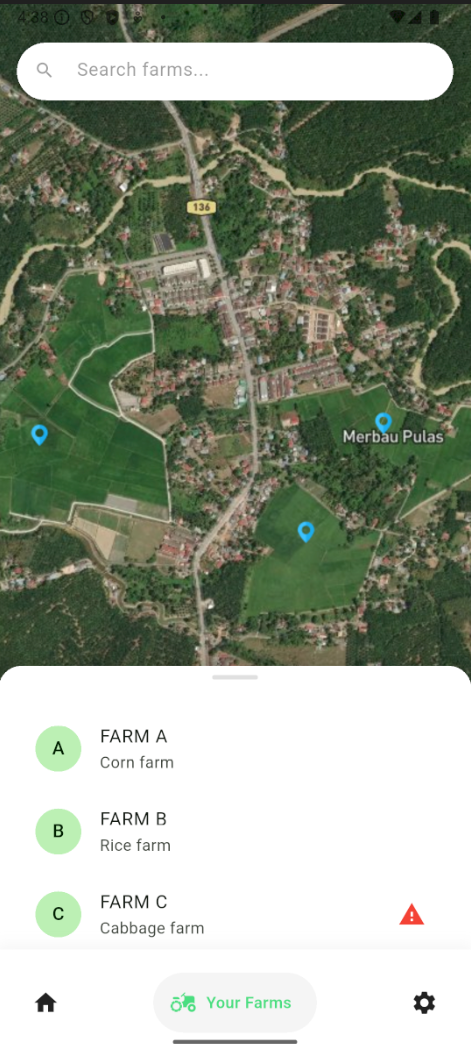 4:38
Search farms...
136
Merbau Pulas
A
FARM A
Corn farm
B
FARM B
Rice farm
C
FARM C
Cabbage farm
Your Farms